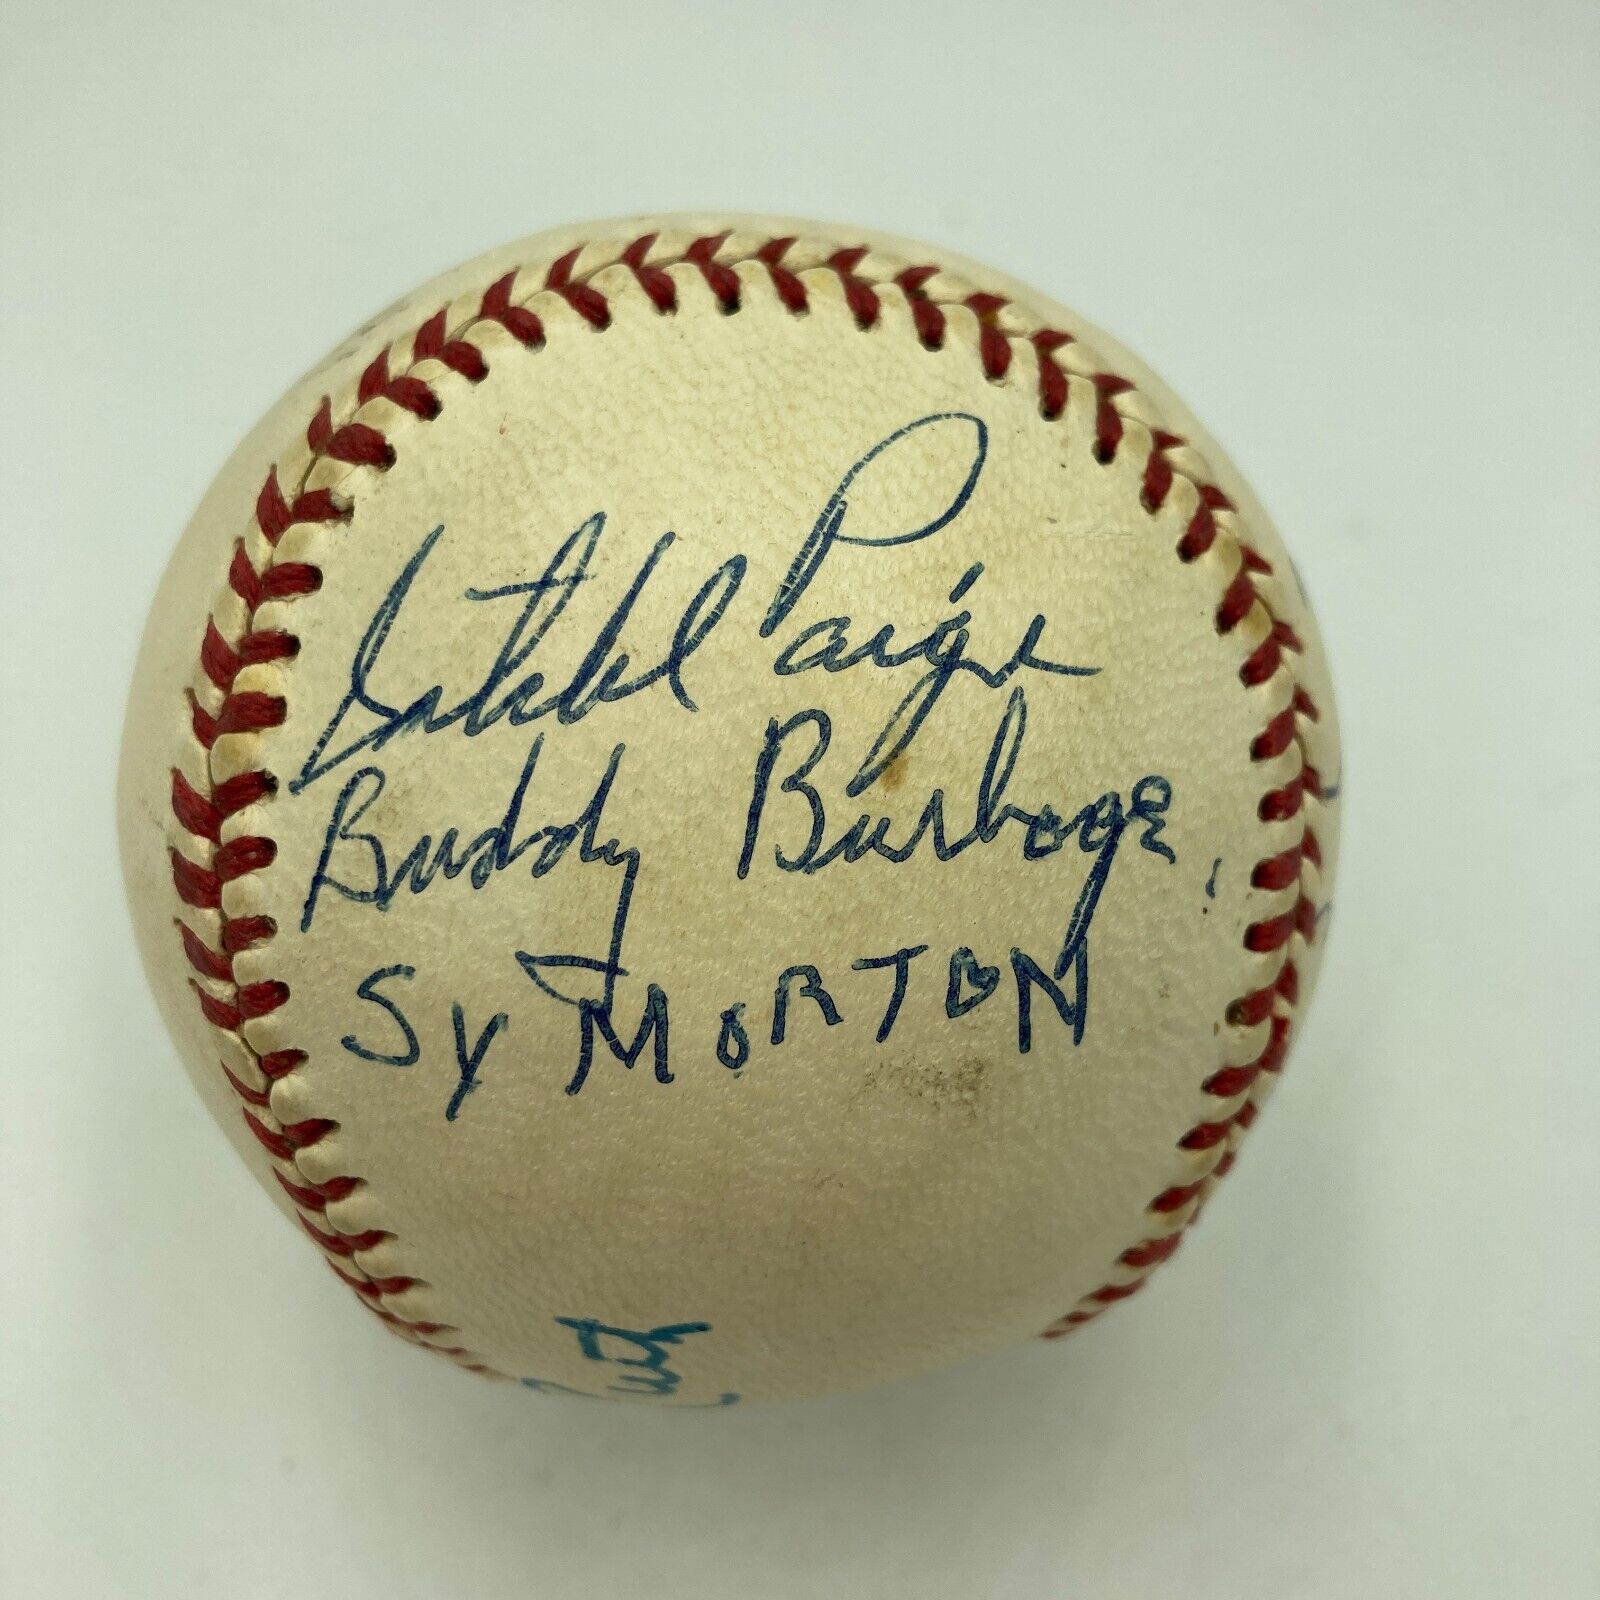 Satchel Paige
Buddy Burbage
SY MORTON